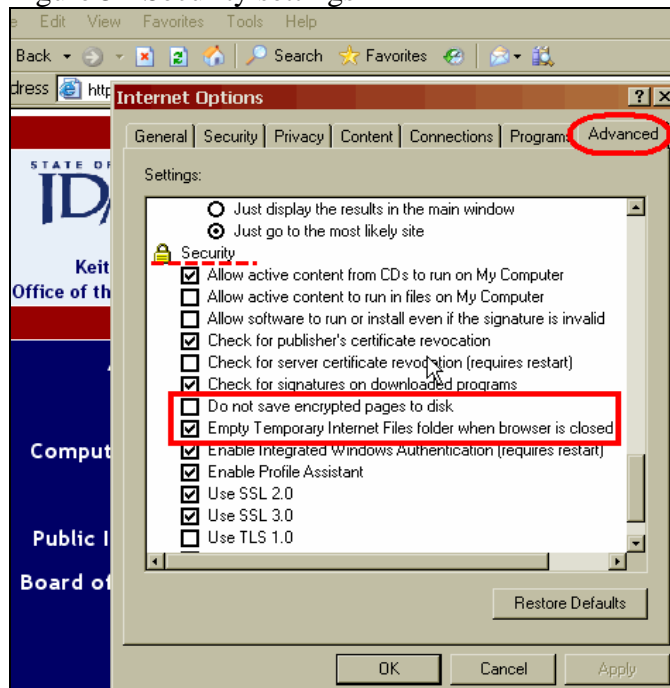 Edit View Favorites Tools Help
Back Search Favorites
dress http
Internet Options
General Security Privacy Content Connections Programs Advanced
STATE OF
Settings:
Just display the results in the main window
Just go to the most likely site
Security
Keit
Allow active content from CDs to run on My Computer
Office of th
Allow active content to run in files on My Computer
Allow software to run or install even if the signature is invalid
Check for publisher's certificate revocation
Check for server certificate revocation (requires restart)
Check for signatures on downloaded programs
Do not save encrypted pages to disk
Empty Temporary Internet Files folder when browser is closed
Comput
Enable Integrated Windows Authentication (requires restart)
Enable Profile Assistant
Use SSL 2.0
Use SSL 3.0
Public I
Use TLS 1.0
Board of
Restore Defaults
OK Cancel Apply